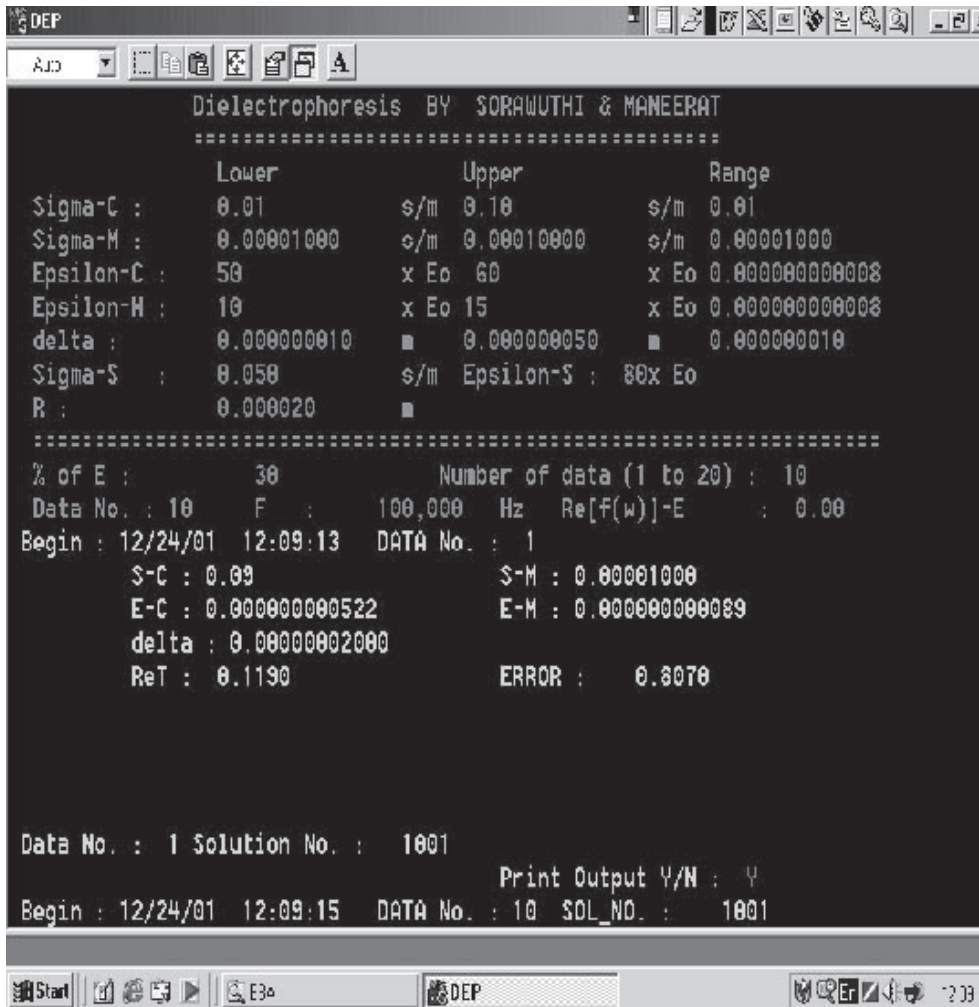 DEP
Dielectrophoresis BY SORAWUTHI & MANEERAT
=========================================
Lower Upper Range
Sigma-C : 0.01 s/m 0.10 s/m 0.01
Sigma-M : 0.00001000 s/m 0.00010000 s/m 0.00001000
Epsilon-C : 50 x Eo 60 x Eo 0.000000000008
Epsilon-M : 10 x Eo 15 x Eo 0.000000000008
delta : 0.000000010 m 0.000000050 m 0.000000010
Sigma-S : 0.050 s/m Epsilon-S : 80x Eo
R : 0.000020 m
=====================================================================
% of E : 30 Number of data (1 to 20) : 10
Data No. : 10 F : 100,000 Hz Re[f(w)]-E : 0.00
Begin : 12/24/01 12:09:13 DATA No. : 1
S-C : 0.09 S-M : 0.00001000
E-C : 0.000000000522 E-M : 0.000000000089
delta : 0.00000002000
ReT : 0.1190 ERROR : 0.8070
Data No. : 1 Solution No. : 1001
Print Output Y/N : Y
Begin : 12/24/01 12:09:15 DATA No. : 10 SOL_NO. : 1001
Start DEP